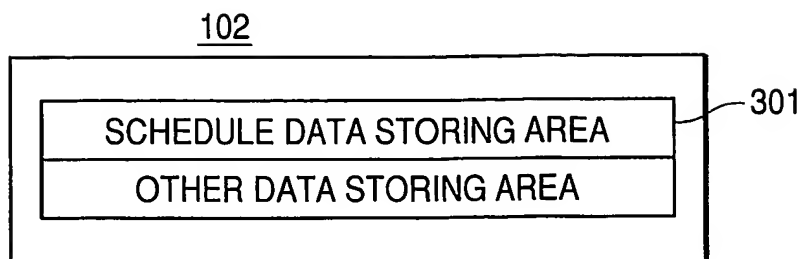 102
SCHEDULE DATA STORING AREA
301
OTHER DATA STORING AREA